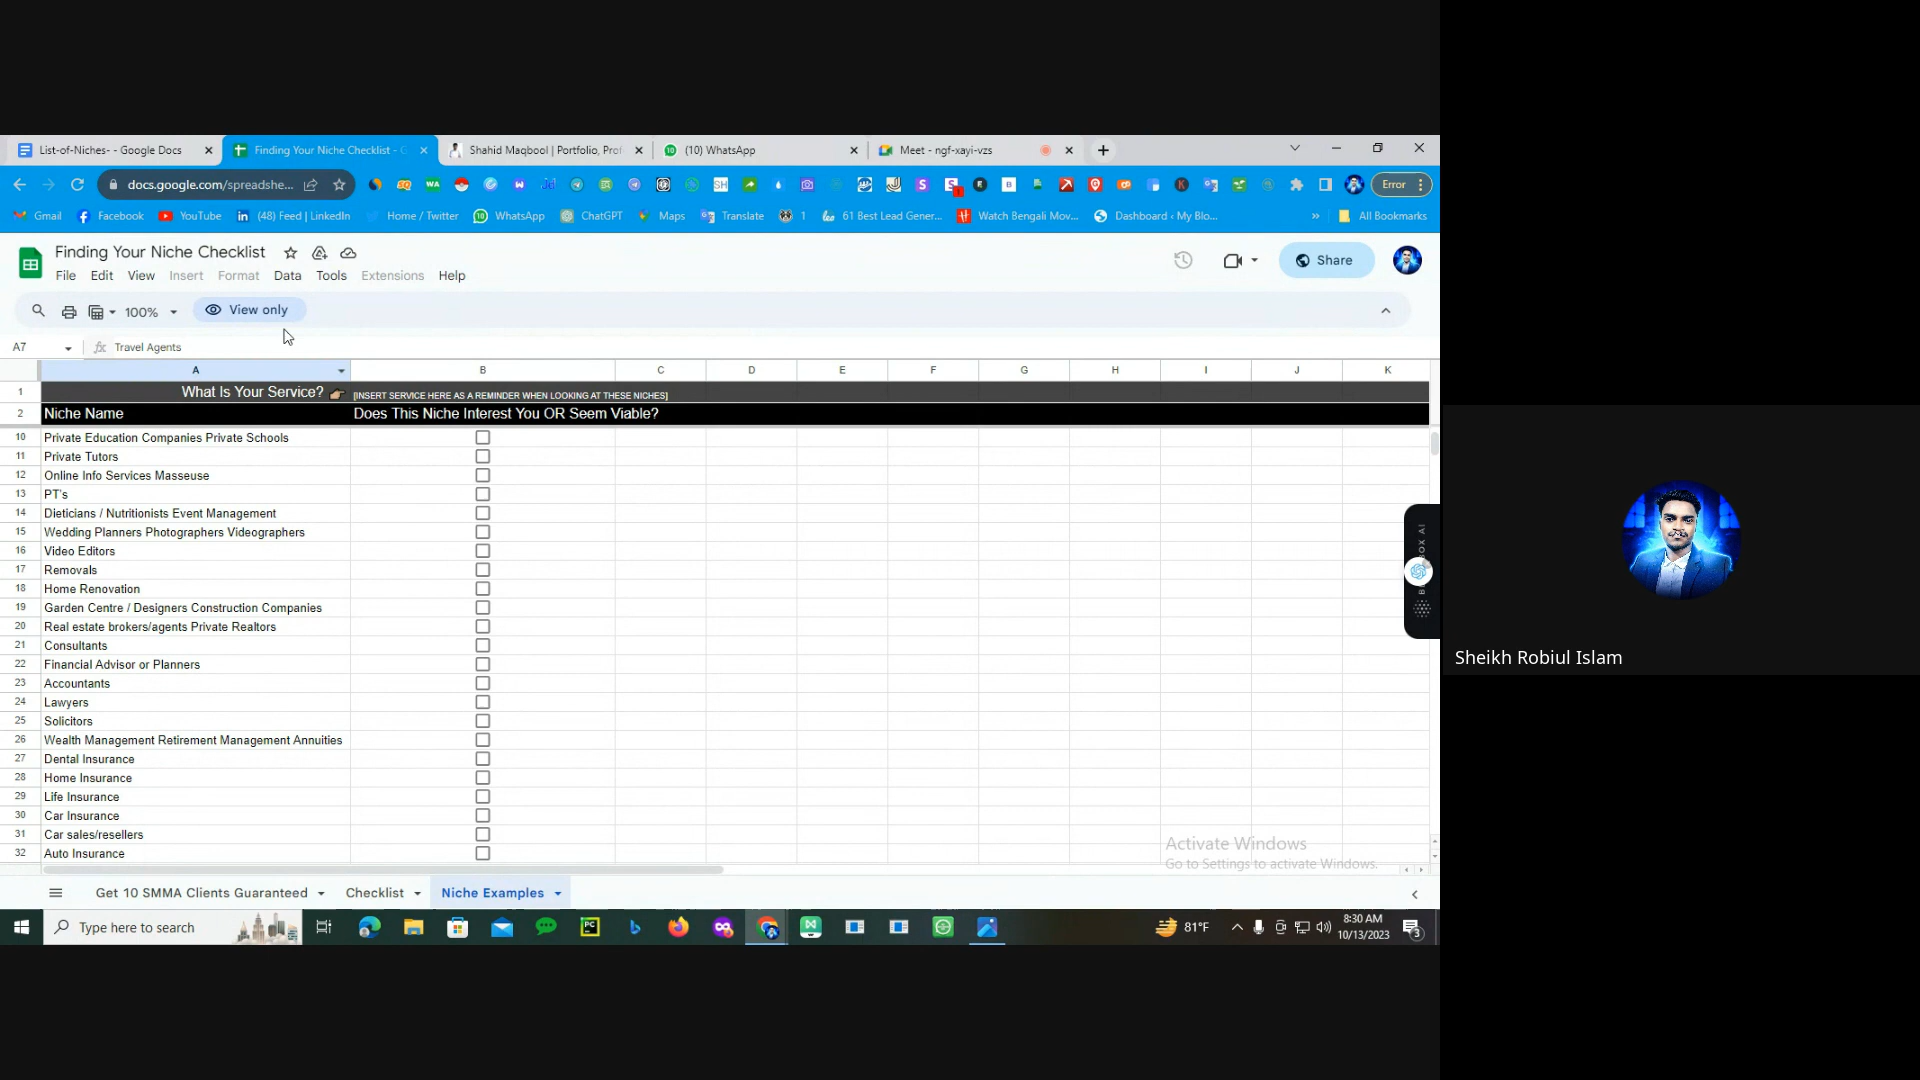 List-of-Niches- - Google Docs
Finding Your Niche Checklist - G
Shahid Maqbool | Portfolio, Prof
(10) WhatsApp
Meet - ngf-xayi-vzs
docs.google.com/spreadshe...
Error
Gmail
Facebook
YouTube
(48) Feed | LinkedIn
Home / Twitter
WhatsApp
ChatGPT
Maps
Translate
1
61 Best Lead Gener...
Watch Bengali Mov...
Dashboard ‹ My Blo...
»
All Bookmarks
Finding Your Niche Checklist
File Edit View Insert Format Data Tools Extensions Help
Share
100%
View only
A7
fx Travel Agents
A B C D E F G H I J K
1 What Is Your Service? [INSERT SERVICE HERE AS A REMINDER WHEN LOOKING AT THESE NICHES]
2 Niche Name Does This Niche Interest You OR Seem Viable?
10 Private Education Companies Private Schools
11 Private Tutors
12 Online Info Services Masseuse
13 PT's
14 Dieticians / Nutritionists Event Management
15 Wedding Planners Photographers Videographers
16 Video Editors
17 Removals
18 Home Renovation
19 Garden Centre / Designers Construction Companies
20 Real estate brokers/agents Private Realtors
21 Consultants
22 Financial Advisor or Planners
23 Accountants
24 Lawyers
25 Solicitors
26 Wealth Management Retirement Management Annuities
27 Dental Insurance
28 Home Insurance
29 Life Insurance
30 Car Insurance
31 Car sales/resellers
32 Auto Insurance
Activate Windows
Go to Settings to activate Windows.
Get 10 SMMA Clients Guaranteed
Checklist
Niche Examples
Type here to search
81°F
8:30 AM
10/13/2023
3
Sheikh Robiul Islam